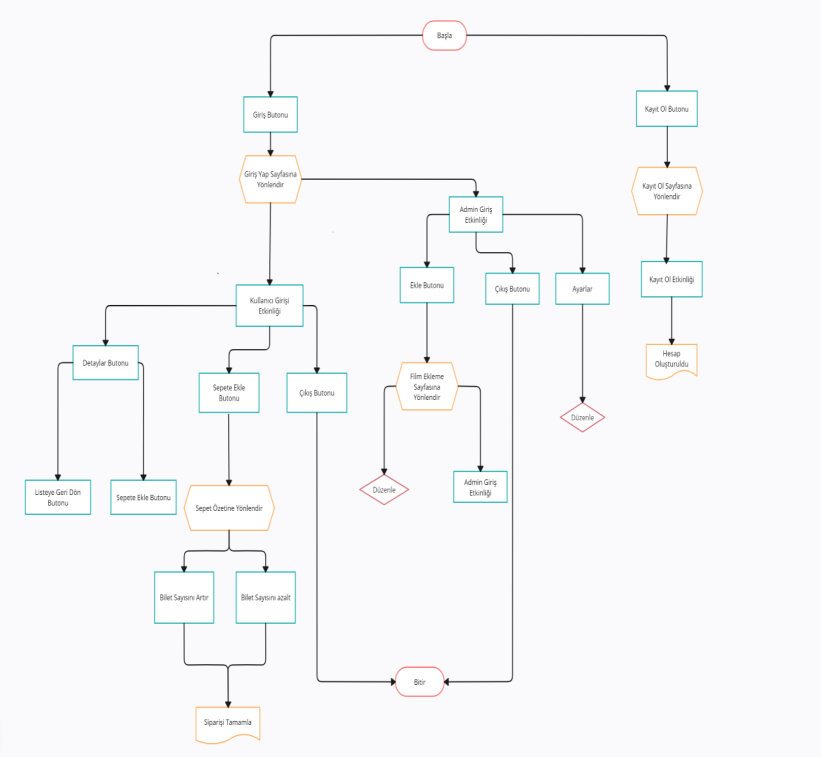 Başla
Giriş Butonu
Kayıt Ol Butonu
Giriş Yap Sayfasına
Yönlendir
Kayıt Ol Sayfasına
Yönlendir
Admin Giriş
Etkinliği
Kullanıcı Girişi
Etkinliği
Ekle Butonu
Çıkış Butonu
Ayarlar
Kayıt Ol Etkinliği
Detaylar Butonu
Sepete Ekle
Butonu
Çıkış Butonu
Film Ekleme
Sayfasına
Yönlendir
Hesap
Oluşturuldu
Düzenle
Listeye Geri Dön
Butonu
Sepete Ekle Butonu
Sepet Özetine Yönlendir
Düzenle
Admin Giriş
Etkinliği
Bilet Sayısını Artır
Bilet Sayısını azalt
Bitir
Siparişi Tamamla